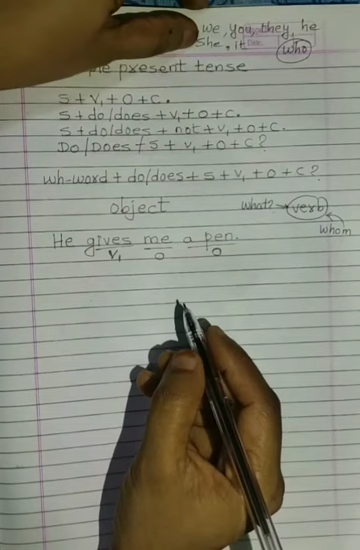 we, you, they, he
she, it who
present tense
S + V₁ + O + C.
S + do/does + V₁ + O + C.
S + do/does + not + V₁ + O + C.
Do/Does + S + V₁ + O + C?
wh-word + do/does + S + V₁ + O + C?
object what? → verb
whom
He gives me a pen.
V₁ O O